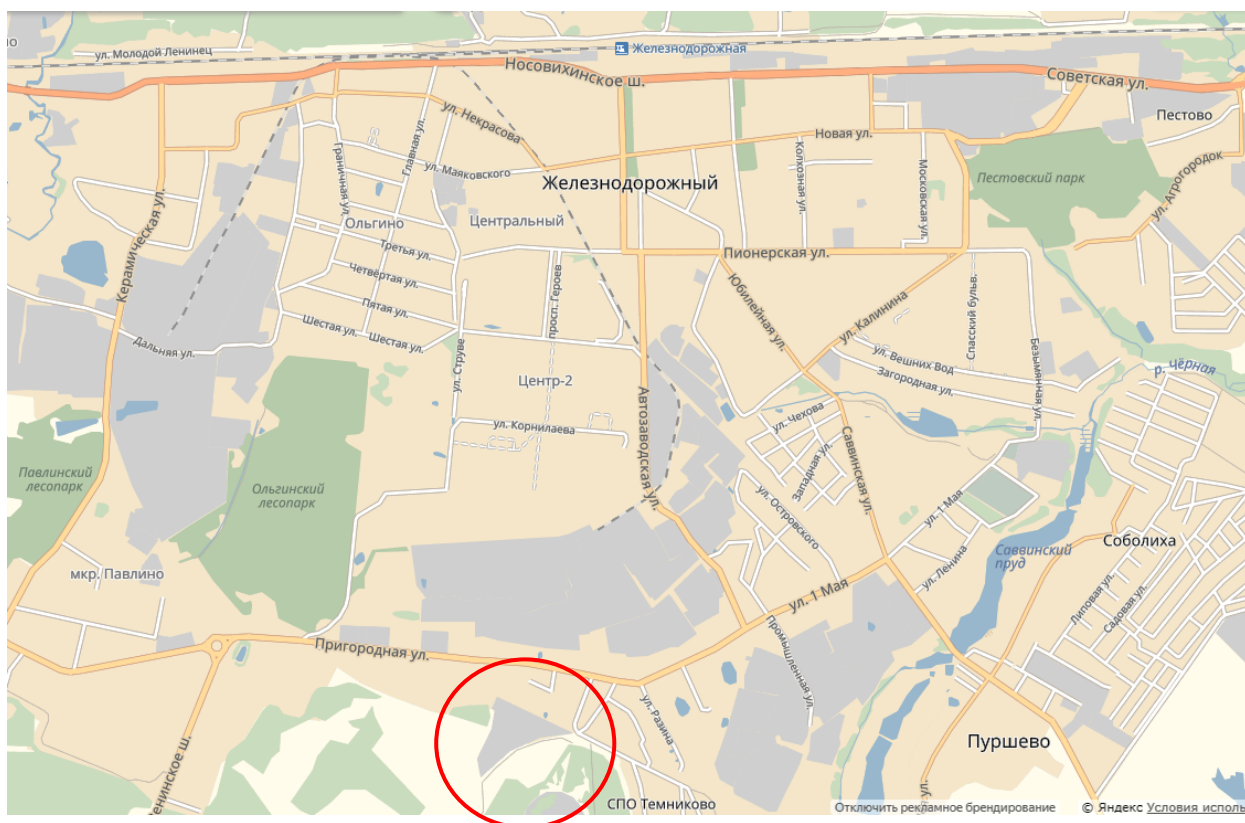 ул. Молодой Ленинец
Железнодорожная
Носовихинское ш.
Советская ул.
Пестово
ул. Некрасова
Главная ул.
Новая ул.
Граничная ул.
ул. Маяковского
Колхозная ул.
Московская ул.
Пестовский парк
ул. Агрогородок
Железнодорожный
Керамическая ул.
Ольгино
Центральный
Третья ул.
Пионерская ул.
Четвёртая ул.
просп. Героев
Юбилейная ул.
Пятая ул.
ул. Калинина
Спасский бульв.
Шестая ул.
Шестая ул.
Дальняя ул.
ул. Струве
ул. Вешних Вод
Безымянная ул.
р. Чёрная
Центр-2
Загородная ул.
Автозаводская ул.
ул. Чехова
ул. Корнилаева
Западная ул.
Саввинская ул.
Павлинский
лесопарк
Ольгинский
лесопарк
ул. Островского
ул. 1 Мая
Саввинский
пруд
Соболиха
мкр. Павлино
ул. Ленина
Липовая ул.
Садовая ул.
ул. 1 Мая
Пригородная ул.
Промышленная ул.
ул. Разина
Пуршево
СПО Темниково
Отключить рекламное брендирование
© Яндекс Условия исполь